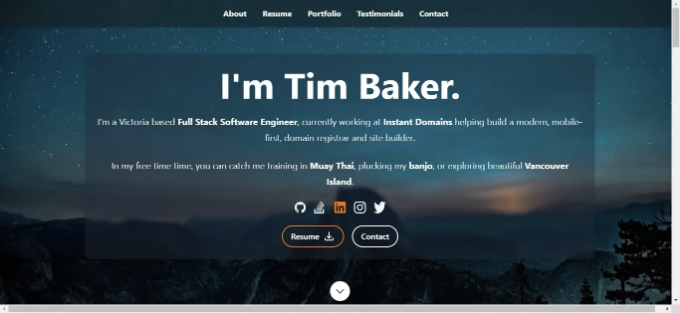 About Resume Portfolio Testimonials Contact
I'm Tim Baker.
I'm a Victoria based Full Stack Software Engineer, currently working at Instant Domains helping build a modern, mobile-
first, domain registrar and site builder.
In my free time time, you can catch me training in Muay Thai, plucking my banjo, or exploring beautiful Vancouver
Island.
in
Resume Contact